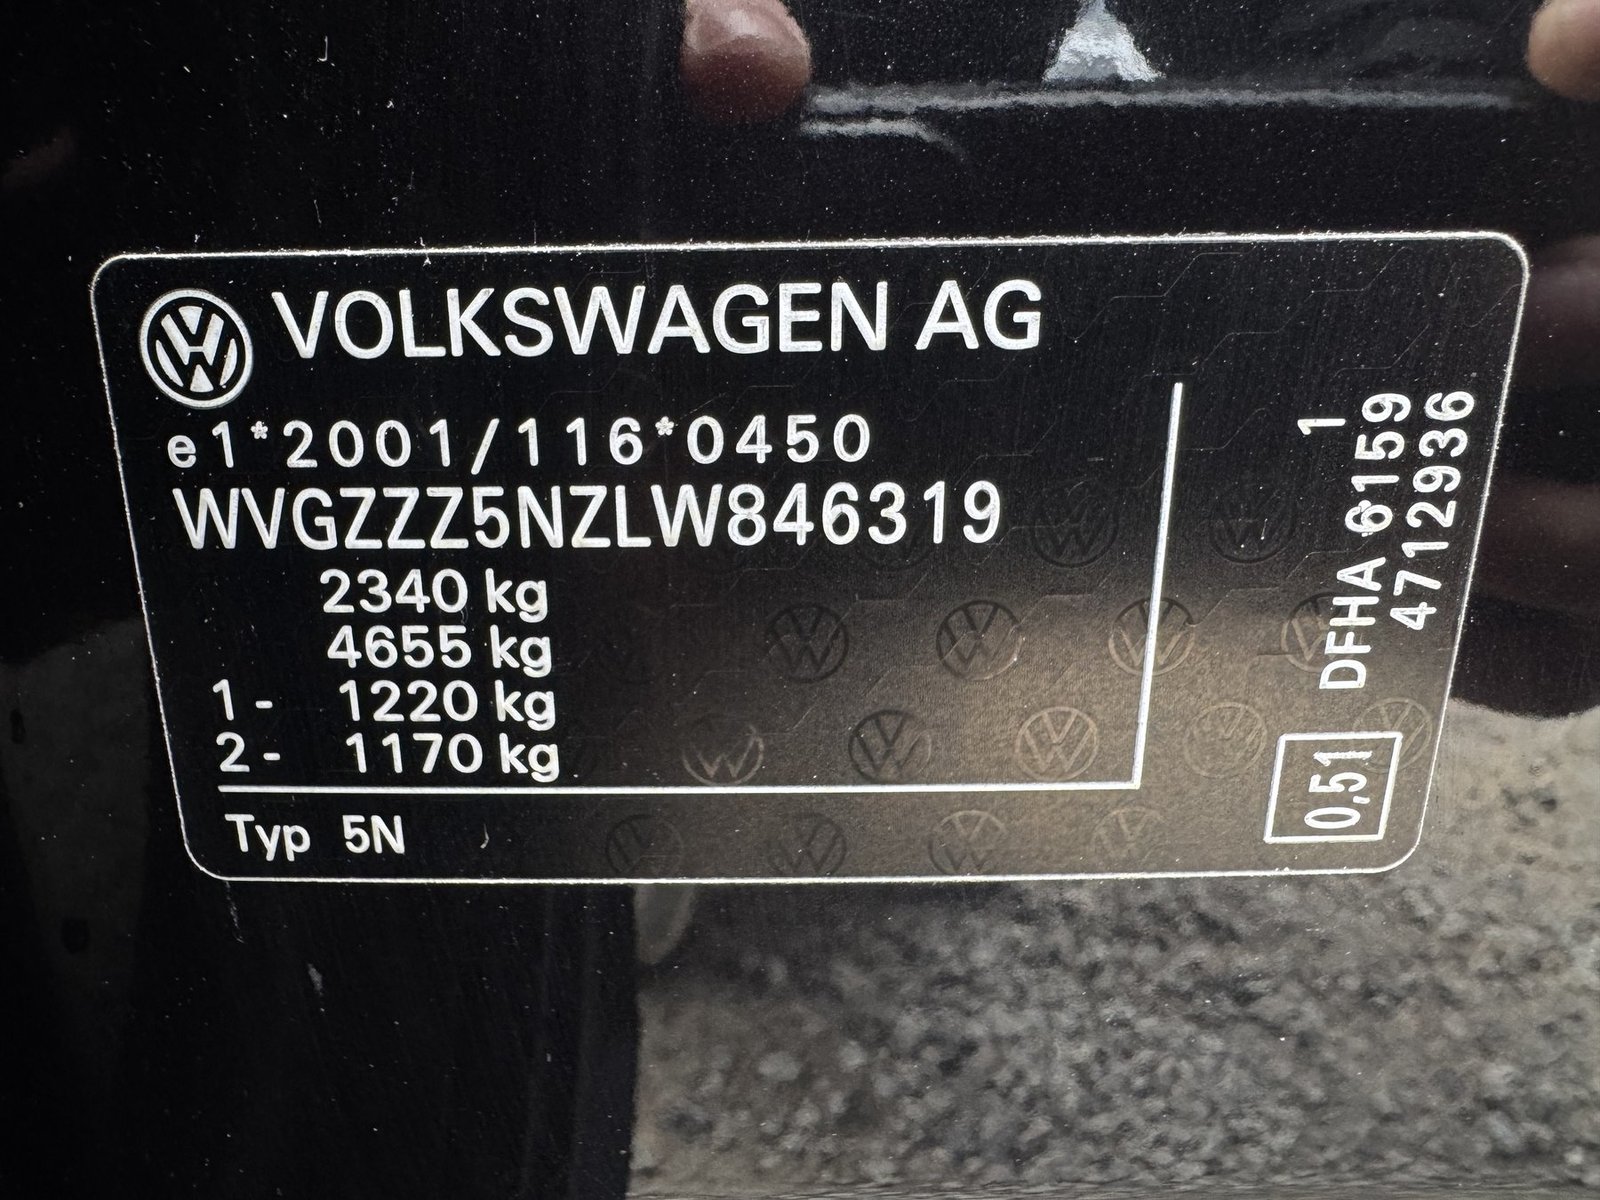 VOLKSWAGEN AG
e1*2001/116*0450
WVGZZZ5NZLW846319
2340 kg
4655 kg
1- 1220 kg
2- 1170 kg
Typ 5N
1
DFHA 6159
4712936
0,51